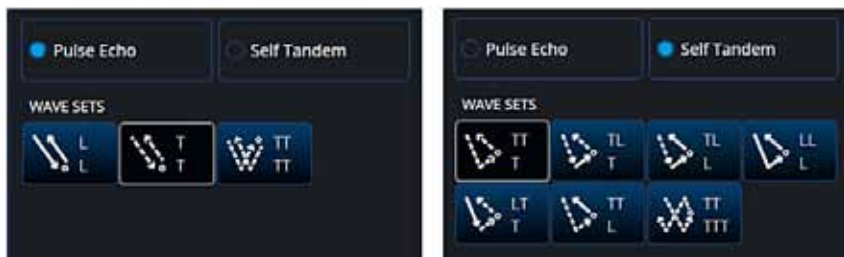 Pulse Echo
Self Tandem
WAVE SETS
L
L
T
T
TT
TT
Pulse Echo
Self Tandem
WAVE SETS
TT
T
TL
T
TL
L
LL
L
LT
T
TT
L
TT
TTT